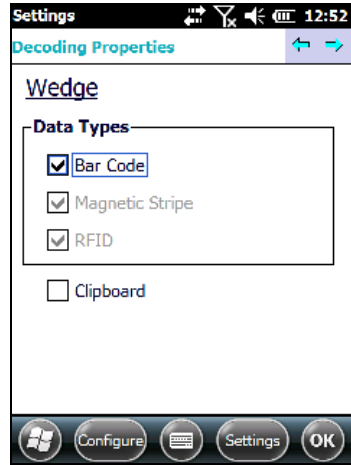 Settings 12:52
Decoding Properties
Wedge
Data Types
Bar Code
Magnetic Stripe
RFID
Clipboard
Configure Settings OK